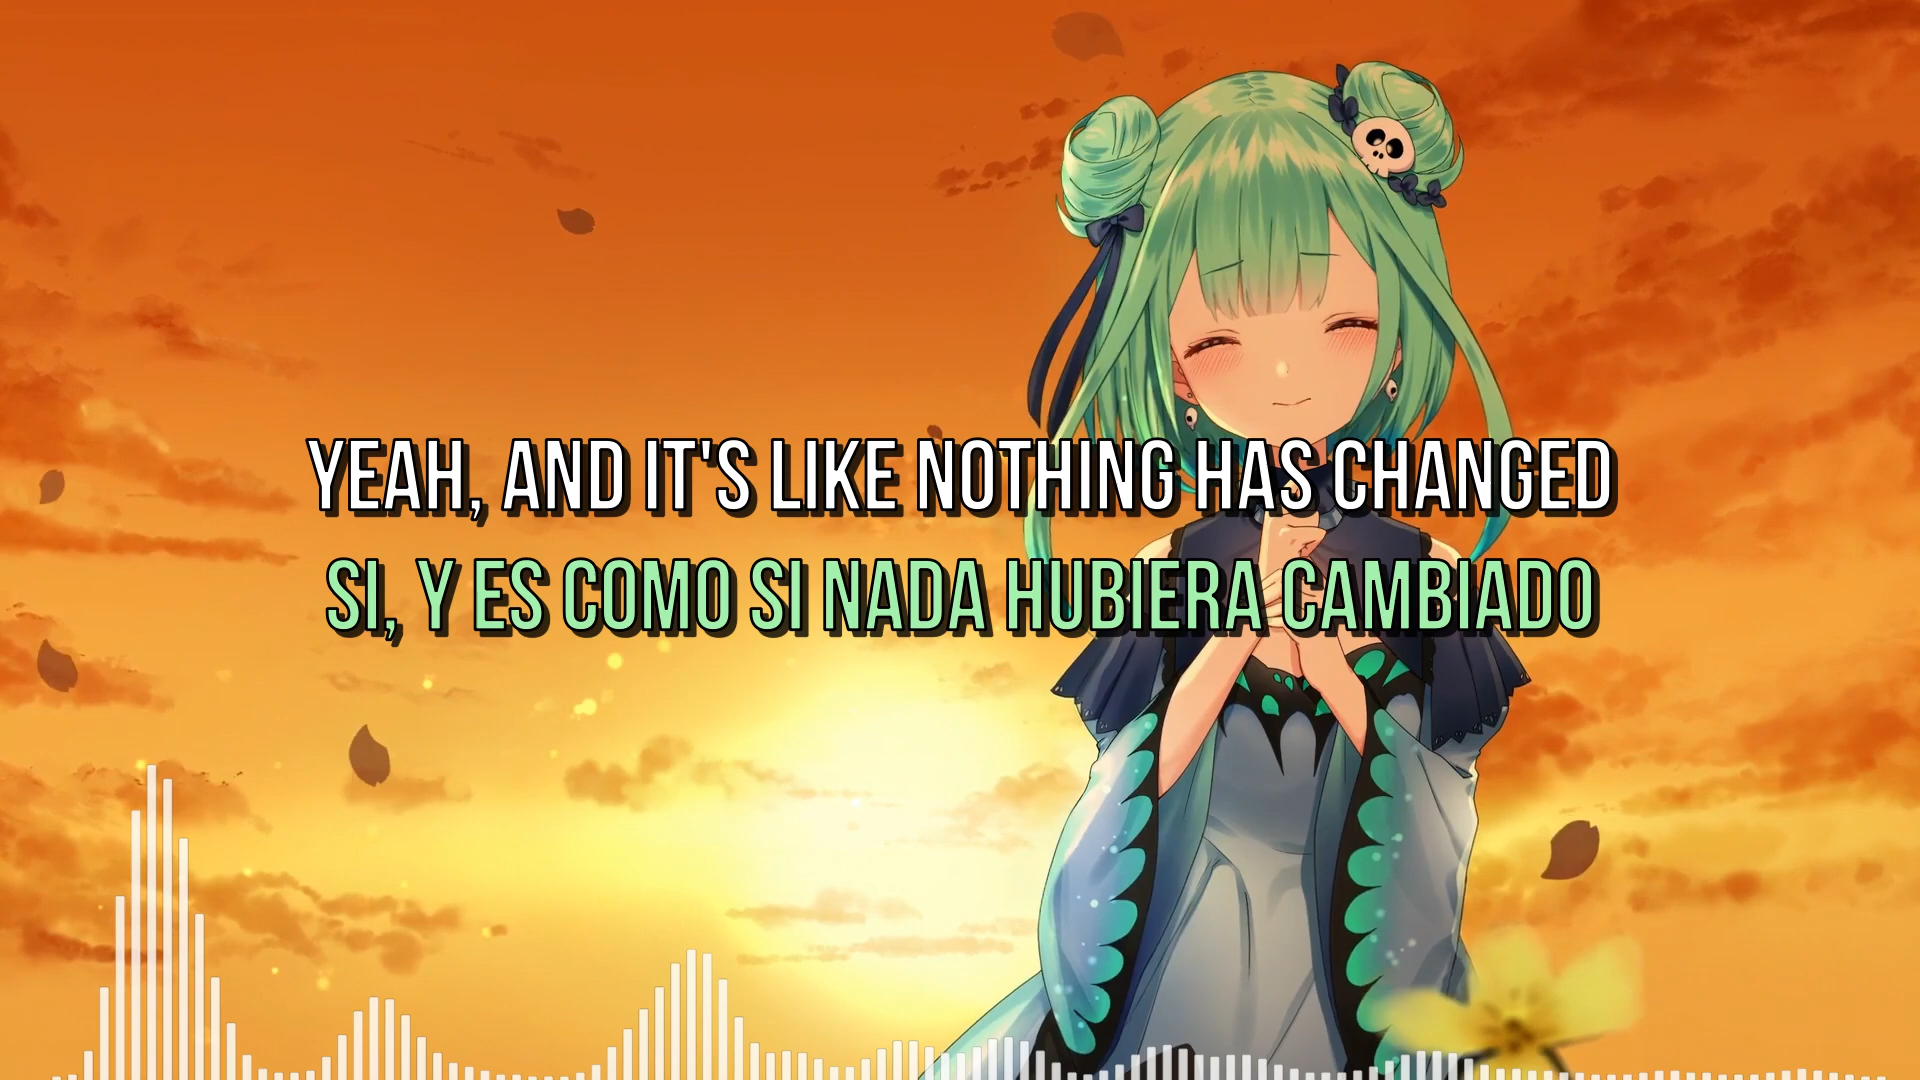 YEAH, AND IT'S LIKE NOTHING HAS CHANGED
SI, Y ES COMO SI NADA HUBIERA CAMBIADO